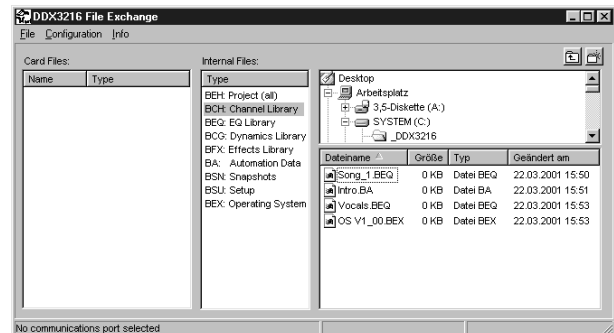 DDX3216 File Exchange
File Configuration Info
Card Files:
Name Type
Internal Files:
Type
BEH: Project (all)
BCH: Channel Library
BEQ: EQ Library
BCG: Dynamics Library
BFX: Effects Library
BA: Automation Data
BSN: Snapshots
BSU: Setup
BEX: Operating System
Desktop
Arbeitsplatz
3,5-Diskette (A:)
SYSTEM (C:)
_DDX3216
Dateiname Größe Typ Geändert am
Song_1.BEQ 0 KB Datei BEQ 22.03.2001 15:50
Intro.BA 0 KB Datei BA 22.03.2001 15:51
Vocals.BEQ 0 KB Datei BEQ 22.03.2001 15:53
OS V1_00.BEX 0 KB Datei BEX 22.03.2001 15:53
No communications port selected